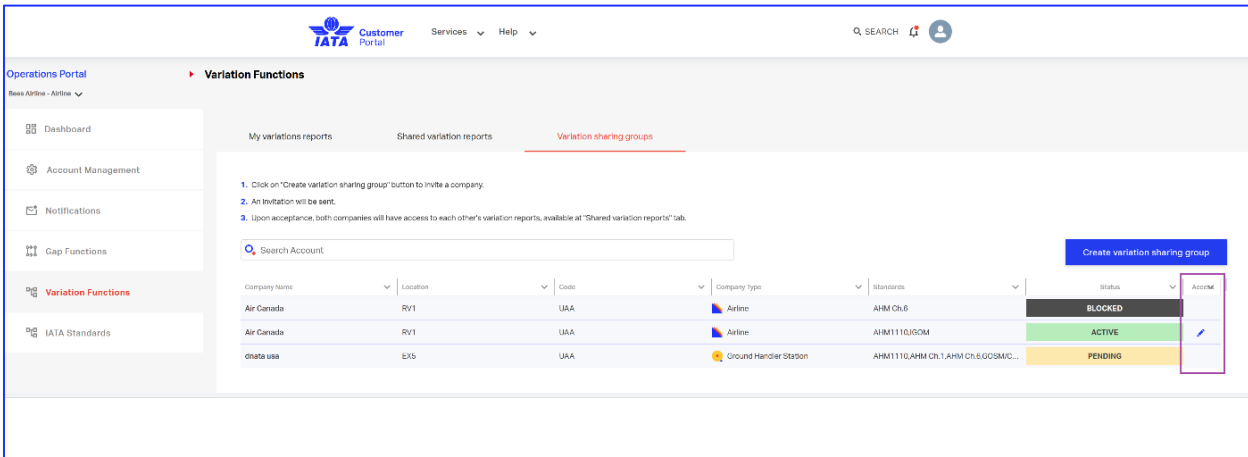 IATA Customer Portal Services Help SEARCH
Operations Portal Variation Functions
Bees Airline - Airline
Dashboard
Account Management
Notifications
Gap Functions
Variation Functions
IATA Standards
My variations reports Shared variation reports Variation sharing groups
1. Click on "Create variation sharing group" button to invite a company.
2. An invitation will be sent.
3. Upon acceptance, both companies will have access to each other's variation reports, available at "Shared variation reports" tab.
Search Account Create variation sharing group
Company Name Location Code Company Type Standards Status
Air Canada RV1 UAA Airline AHM Ch.6 BLOCKED
Air Canada RV1 UAA Airline AHM1110,IGOM ACTIVE
dnata usa EX5 UAA Ground Handler Station AHM1110,AHM Ch.1,AHM Ch.6,GOSM/C... PENDING